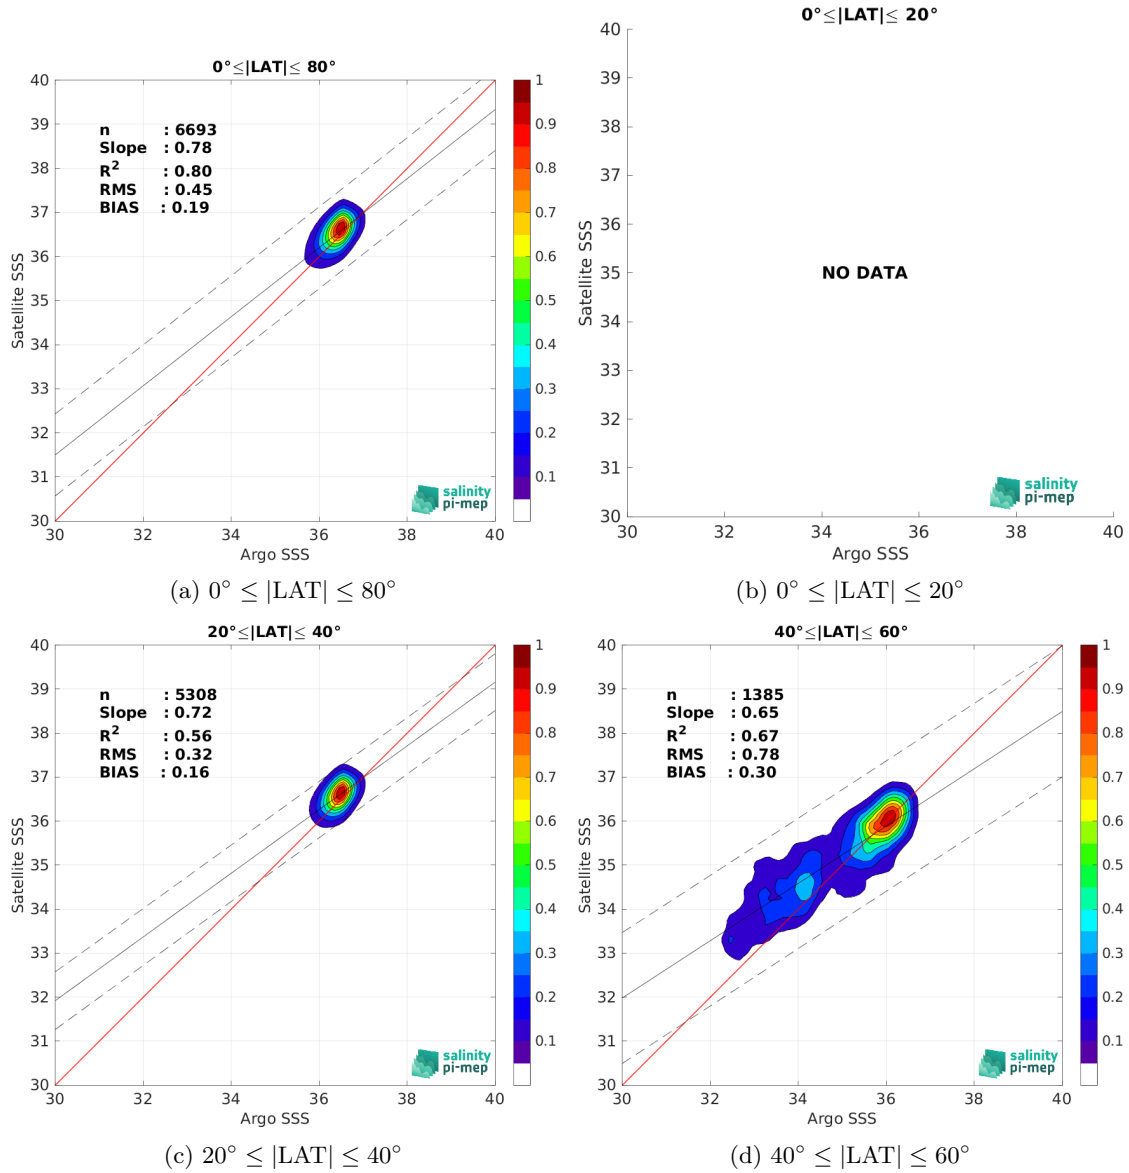 0°≤|LAT|≤ 80°
40
39
38
37
36
35
34
33
32
31
30
Satellite SSS
n : 6693
Slope : 0.78
R2 : 0.80
RMS : 0.45
BIAS : 0.19
1
0.9
0.8
0.7
0.6
0.5
0.4
0.3
0.2
0.1
salinity
pi-mep
30 32 34 36 38 40
Argo SSS
(a) 0° ≤ |LAT| ≤ 80°
0°≤|LAT|≤ 20°
40
39
38
37
36
35
34
33
32
31
30
Satellite SSS
NO DATA
salinity
pi-mep
30 32 34 36 38 40
Argo SSS
(b) 0° ≤ |LAT| ≤ 20°
20°≤|LAT|≤ 40°
40
39
38
37
36
35
34
33
32
31
30
Satellite SSS
n : 5308
Slope : 0.72
R2 : 0.56
RMS : 0.32
BIAS : 0.16
1
0.9
0.8
0.7
0.6
0.5
0.4
0.3
0.2
0.1
salinity
pi-mep
30 32 34 36 38 40
Argo SSS
(c) 20° ≤ |LAT| ≤ 40°
40°≤|LAT|≤ 60°
40
39
38
37
36
35
34
33
32
31
30
Satellite SSS
n : 1385
Slope : 0.65
R2 : 0.67
RMS : 0.78
BIAS : 0.30
1
0.9
0.8
0.7
0.6
0.5
0.4
0.3
0.2
0.1
salinity
pi-mep
30 32 34 36 38 40
Argo SSS
(d) 40° ≤ |LAT| ≤ 60°